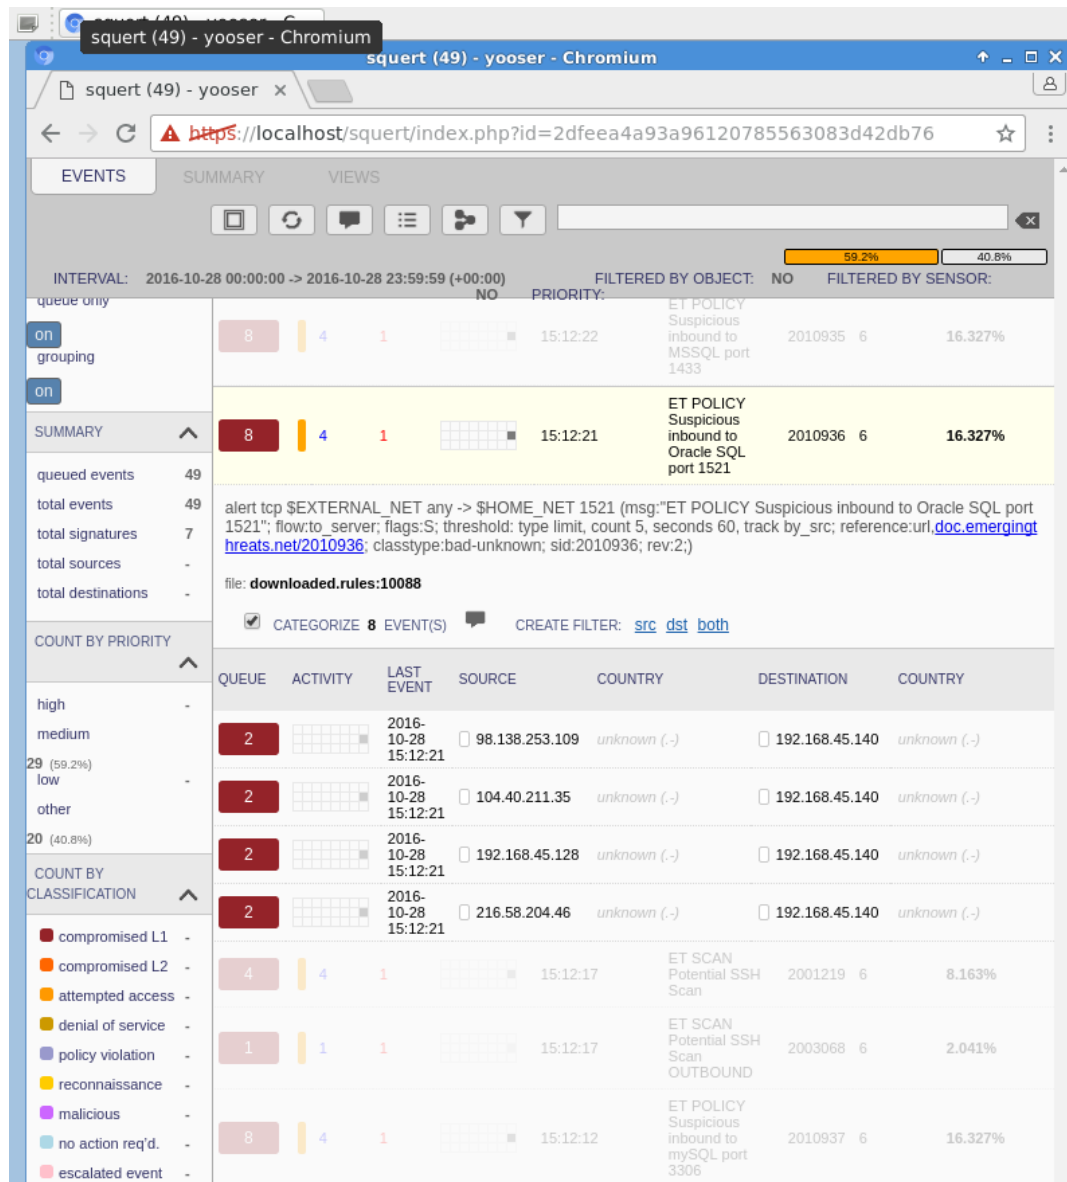 squert (49) - yooser - Chromium
squert (49) - yooser - Chromium
squert (49) - yooser ×
https://localhost/squert/index.php?id=2dfeea4a93a96120785563083d42db76
EVENTS SUMMARY VIEWS
59.2% 40.8%
INTERVAL: 2016-10-28 00:00:00 -> 2016-10-28 23:59:59 (+00:00) FILTERED BY OBJECT: NO FILTERED BY SENSOR:
NO PRIORITY:
queue only
on
grouping
on
SUMMARY
queued events 49
total events 49
total signatures 7
total sources -
total destinations -
COUNT BY PRIORITY
high -
medium
29 (59.2%)
low -
other
20 (40.8%)
COUNT BY
CLASSIFICATION
compromised L1 -
compromised L2 -
attempted access -
denial of service -
policy violation -
reconnaissance -
malicious -
no action req'd. -
escalated event -
8 4 1 15:12:22 2010935 6 16.327%
ET POLICY
Suspicious
inbound to
MSSQL port
1433
8 4 1 15:12:21 2010936 6 16.327%
ET POLICY
Suspicious
inbound to
Oracle SQL
port 1521
alert tcp $EXTERNAL_NET any -> $HOME_NET 1521 (msg:"ET POLICY Suspicious inbound to Oracle SQL port
1521"; flow:to_server; flags:S; threshold: type limit, count 5, seconds 60, track by_src; reference:url,doc.emergingt
hreats.net/2010936; classtype:bad-unknown; sid:2010936; rev:2;)
file: downloaded.rules:10088
CATEGORIZE 8 EVENT(S) CREATE FILTER: src dst both
QUEUE ACTIVITY LAST EVENT SOURCE COUNTRY DESTINATION COUNTRY
2 2016-10-28 15:12:21 98.138.253.109 unknown (.-) 192.168.45.140 unknown (.-)
2 2016-10-28 15:12:21 104.40.211.35 unknown (.-) 192.168.45.140 unknown (.-)
2 2016-10-28 15:12:21 192.168.45.128 unknown (.-) 192.168.45.140 unknown (.-)
2 2016-10-28 15:12:21 216.58.204.46 unknown (.-) 192.168.45.140 unknown (.-)
4 4 1 15:12:17 2001219 6 8.163%
ET SCAN
Potential SSH
Scan
1 1 1 15:12:17 2003068 6 2.041%
ET SCAN
Potential SSH
Scan
OUTBOUND
8 4 1 15:12:12 2010937 6 16.327%
ET POLICY
Suspicious
inbound to
mySQL port
3306